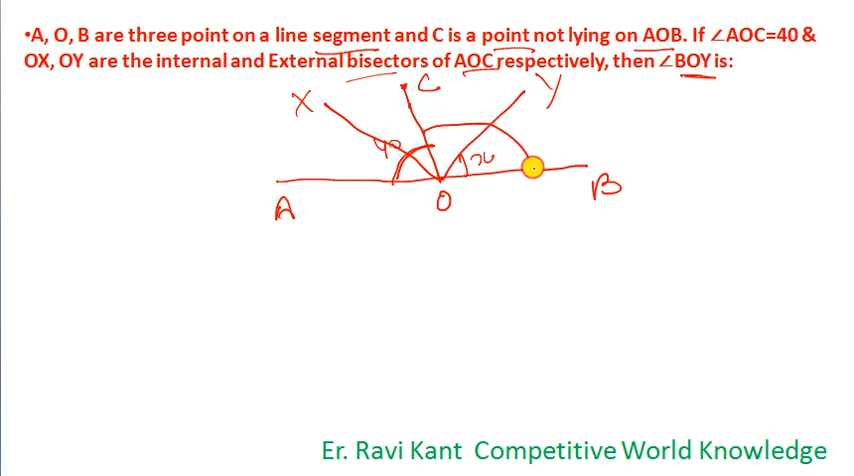 •A, O, B are three point on a line segment and C is a point not lying on AOB. If ∠AOC=40 &
OX, OY are the internal and External bisectors of AOC respectively, then ∠BOY is:
X
C
Y
40
A
O
B
Er. Ravi Kant Competitive World Knowledge